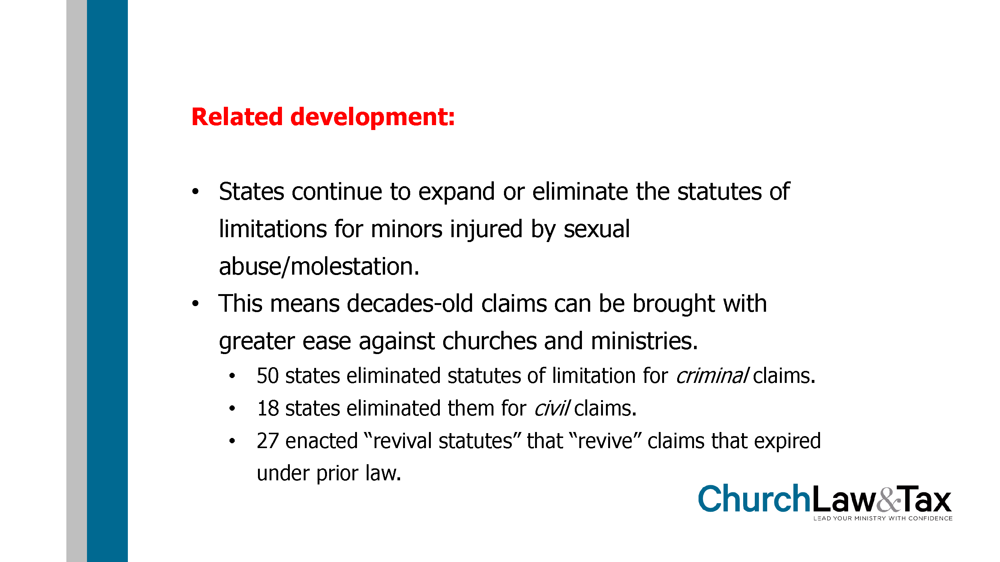 Related development:
• States continue to expand or eliminate the statutes of
limitations for minors injured by sexual
abuse/molestation.
• This means decades-old claims can be brought with
greater ease against churches and ministries.
• 50 states eliminated statutes of limitation for criminal claims.
• 18 states eliminated them for civil claims.
• 27 enacted “revival statutes” that “revive” claims that expired
under prior law.
ChurchLaw&Tax
LEAD YOUR MINISTRY WITH CONFIDENCE